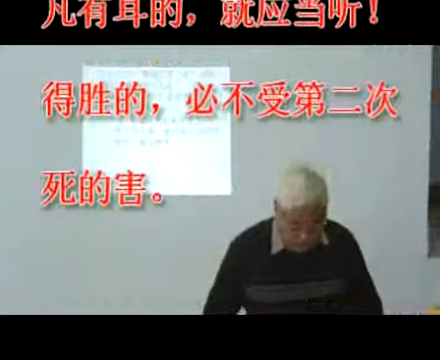 凡有耳的，就应当听！
得胜的，必不受第二次
死的害。